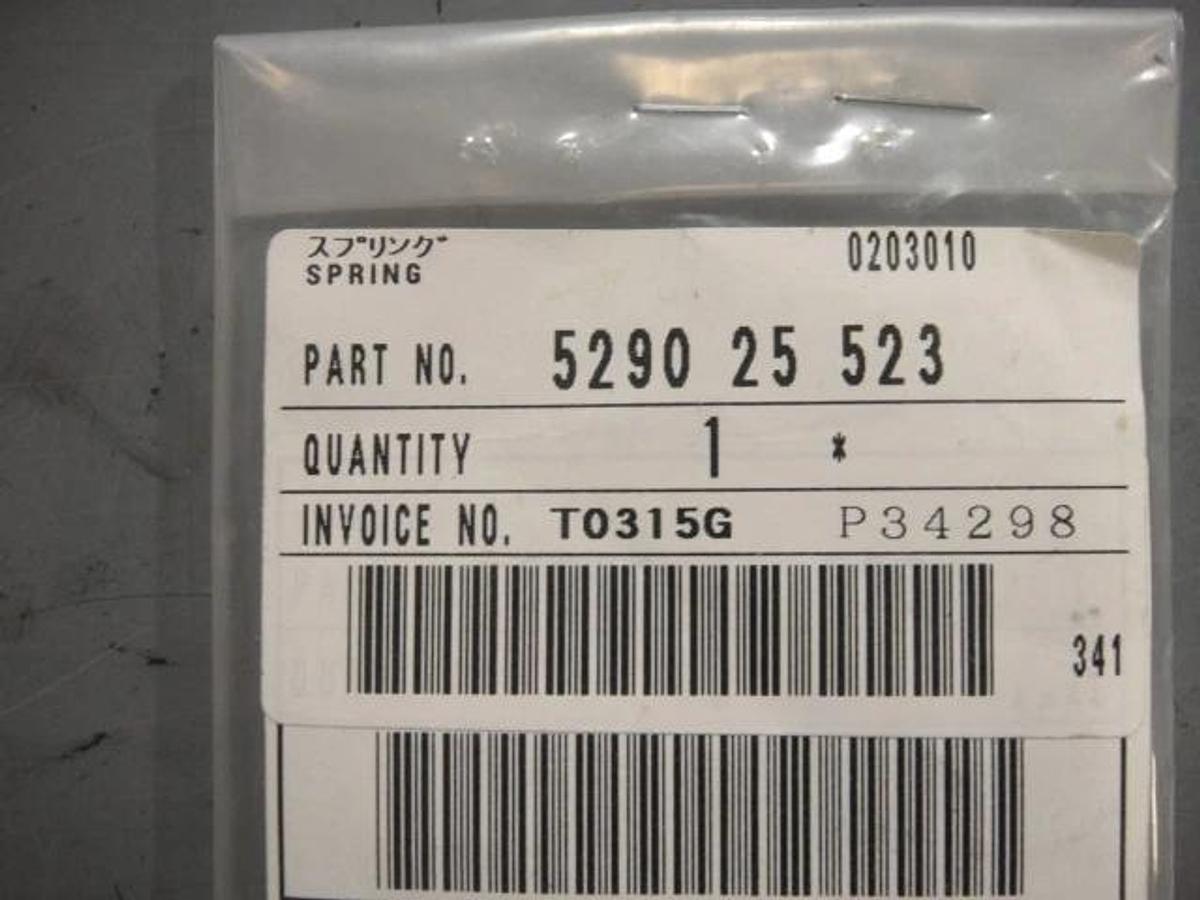 スプリング 0203010
SPRING
PART NO. 5290 25 523
QUANTITY 1 *
INVOICE NO. T0315G P34298
341